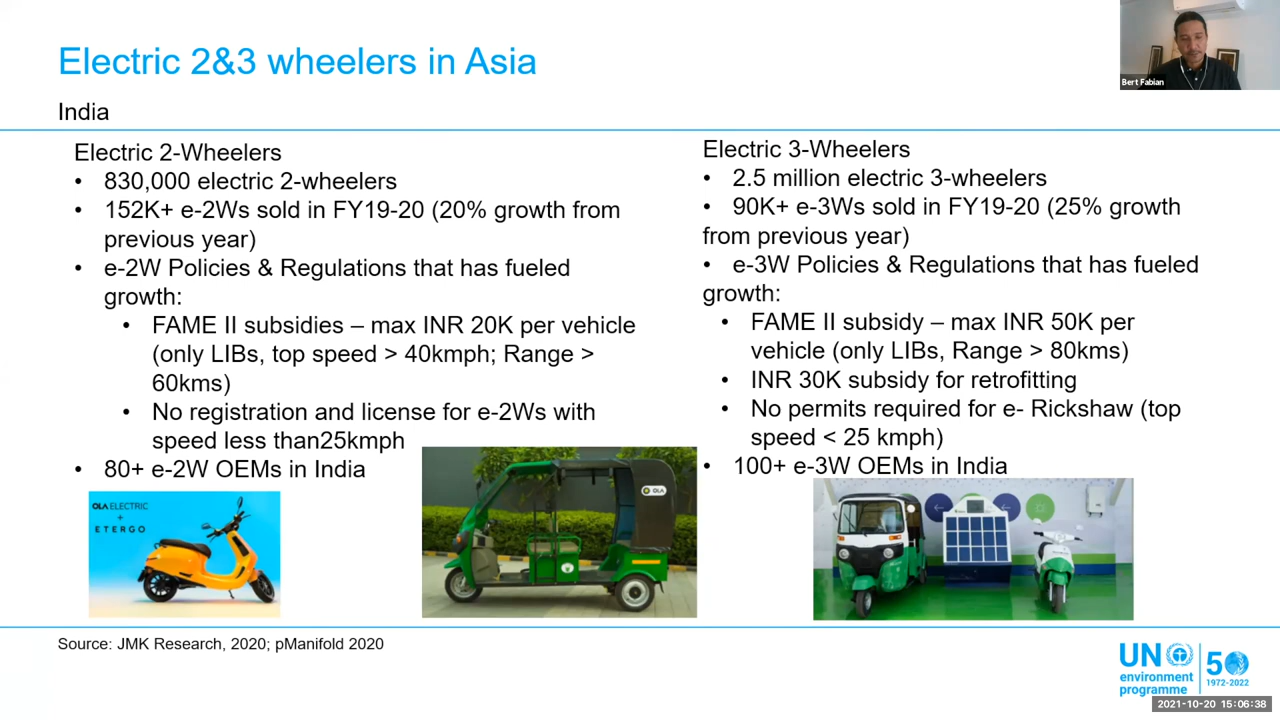 Electric 2&3 wheelers in Asia
Bert Fabian
India
Electric 2-Wheelers
• 830,000 electric 2-wheelers
• 152K+ e-2Ws sold in FY19-20 (20% growth from
previous year)
• e-2W Policies & Regulations that has fueled
growth:
• FAME II subsidies – max INR 20K per vehicle
(only LIBs, top speed > 40kmph; Range >
60kms)
• No registration and license for e-2Ws with
speed less than25kmph
• 80+ e-2W OEMs in India
Electric 3-Wheelers
• 2.5 million electric 3-wheelers
• 90K+ e-3Ws sold in FY19-20 (25% growth
from previous year)
• e-3W Policies & Regulations that has fueled
growth:
• FAME II subsidy – max INR 50K per
vehicle (only LIBs, Range > 80kms)
• INR 30K subsidy for retrofitting
• No permits required for e- Rickshaw (top
speed < 25 kmph)
• 100+ e-3W OEMs in India
OLA ELECTRIC
+
ETERGO
OLA
Source: JMK Research, 2020; pManifold 2020
UN
environment
programme
50
1972-2022
2021-10-20 15:06:38